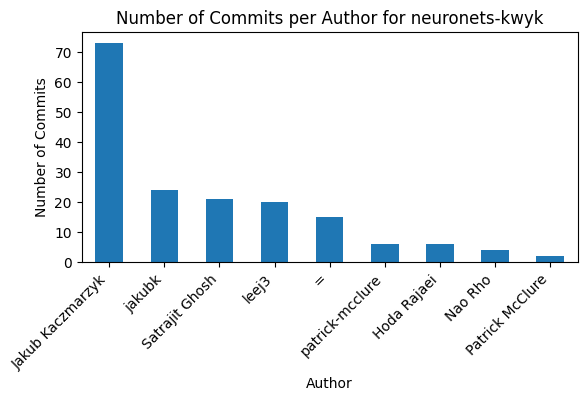 Number of Commits per Author for neuronets-kwyk
Number of Commits
70
60
50
40
30
20
10
0
Jakub Kaczmarzyk
jakubk
Satrajit Ghosh
leej3
=
patrick-mcclure
Hoda Rajaei
Nao Rho
Patrick McClure
Author